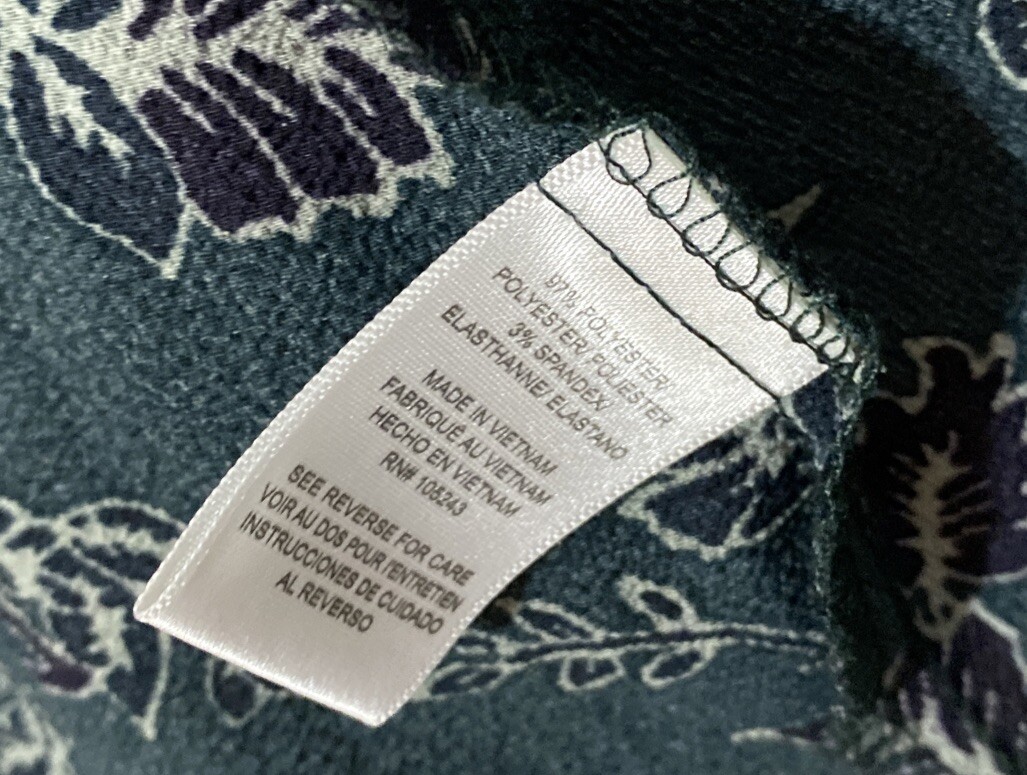 97% POLYESTER/
POLYESTER/ POLIESTER
3% SPANDEX/
ELASTHANNE/ ELASTANO
MADE IN VIETNAM
FABRIQUÉ AU VIETNAM
HECHO EN VIETNAM
RN# 105243
SEE REVERSE FOR CARE
VOIR AU DOS POUR l'ENTRETIEN
INSTRUCCIONES DE CUIDADO
AL REVERSO